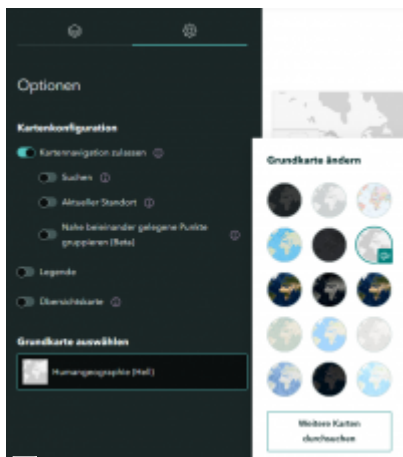 Optionen
Kartenkonfiguration
Kartennavigation zulassen
Suchen
Aktueller Standort
Nahe beieinander gelegene Punkte
gruppieren (Beta)
Legende
Übersichtskarte
Grundkarte auswählen
Humangeographie (Hell)
Grundkarte ändern
Weitere Karten
durchsuchen